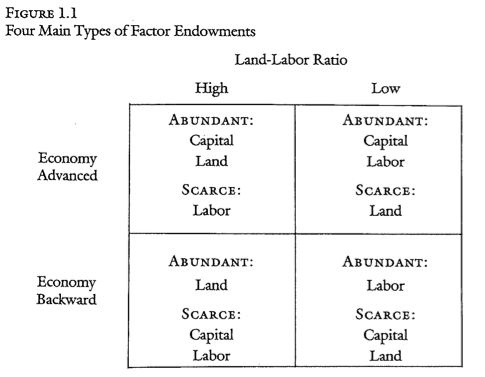 FIGURE 1.1
Four Main Types of Factor Endowments
Land-Labor Ratio
High Low
Economy Advanced
ABUNDANT:
Capital
Land
SCARCE:
Labor
ABUNDANT:
Capital
Labor
SCARCE:
Land
Economy Backward
ABUNDANT:
Land
SCARCE:
Capital
Labor
ABUNDANT:
Labor
SCARCE:
Capital
Land